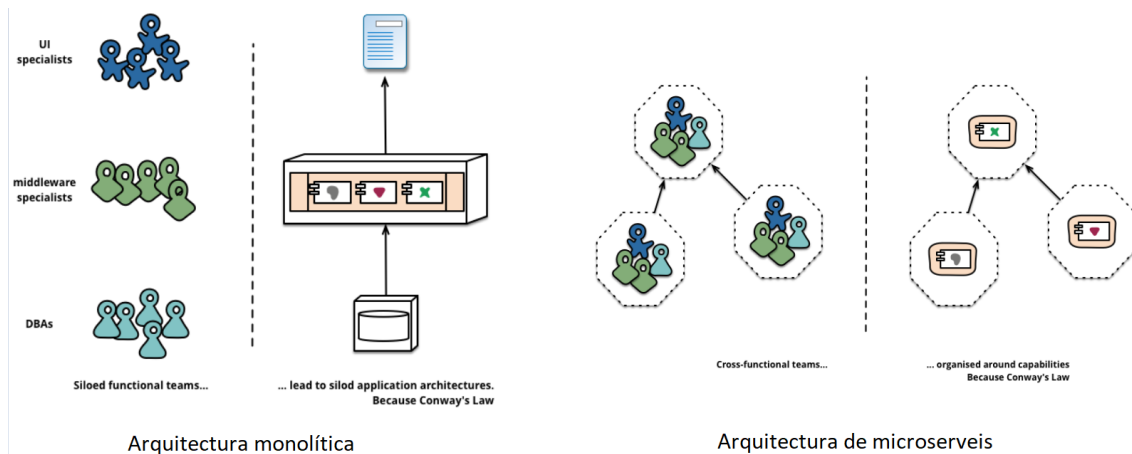 UI
specialists
middleware
specialists
DBAs
Siloed functional teams...
... lead to silod application architectures.
Because Conway's Law
Arquitectura monolítica
Cross-functional teams...
... organised around capabilities
Because Conway's Law
Arquitectura de microserveis